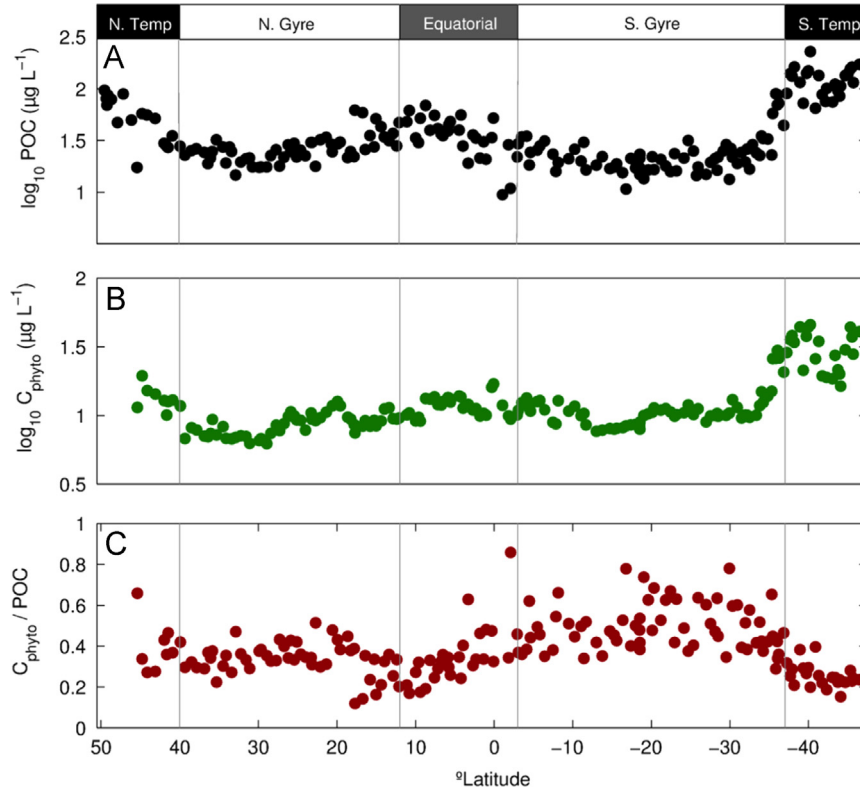 N. Temp N. Gyre Equatorial S. Gyre S. Temp
A
2.5
2
1.5
1
log10 POC (µg L−1)
B
2
1.5
1
0.5
log10 Cphyto (µg L−1)
C
1
0.8
0.6
0.4
0.2
0
Cphyto / POC
50 40 30 20 10 0 −10 −20 −30 −40
ºLatitude